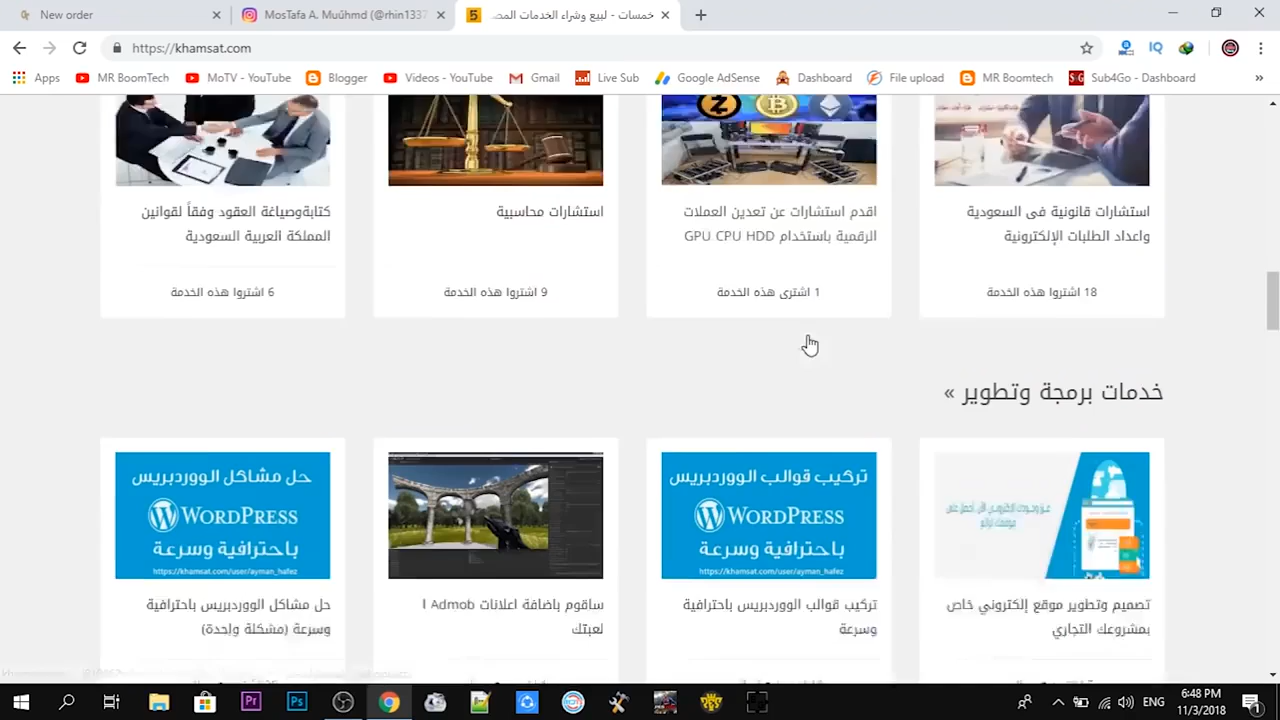 New order
MosTafa A. Muûhmd (@rhin1337
خمسات - لبيع وشراء الخدمات المص
https://khamsat.com
Apps
MR BoomTech
MoTV - YouTube
Blogger
Videos - YouTube
Gmail
Live Sub
Google AdSense
Dashboard
File upload
MR Boomtech
Sub4Go - Dashboard
»
استشارات قانونية فى السعودية
واعداد الطلبات الإلكترونية
18 اشتروا هذه الخدمة
اقدم استشارات عن تعدين العملات
الرقمية باستخدام GPU CPU HDD
1 اشترى هذه الخدمة
استشارات محاسبية
9 اشتروا هذه الخدمة
كتابةوصياغة العقود وفقاً لقوانين
المملكة العربية السعودية
6 اشتروا هذه الخدمة
خدمات برمجة وتطوير »
تصميم وتطوير موقع إلكتروني خاص
بمشروعك التجاري
تركيب قوالب الووردبريس
WORDPRESS
باحترافية وسرعة
https://khamsat.com/user/ayman_hafez
تركيب قوالب الووردبريس باحترافية
وسرعة
ساقوم باضافة اعلانات Admob ا
لعبتك
حل مشاكل الووردبريس
WORDPRESS
باحترافية وسرعة
https://khamsat.com/user/ayman_hafez
حل مشاكل الووردبريس باحترافية
وسرعة (مشكلة واحدة)
ENG
6:48 PM
11/3/2018